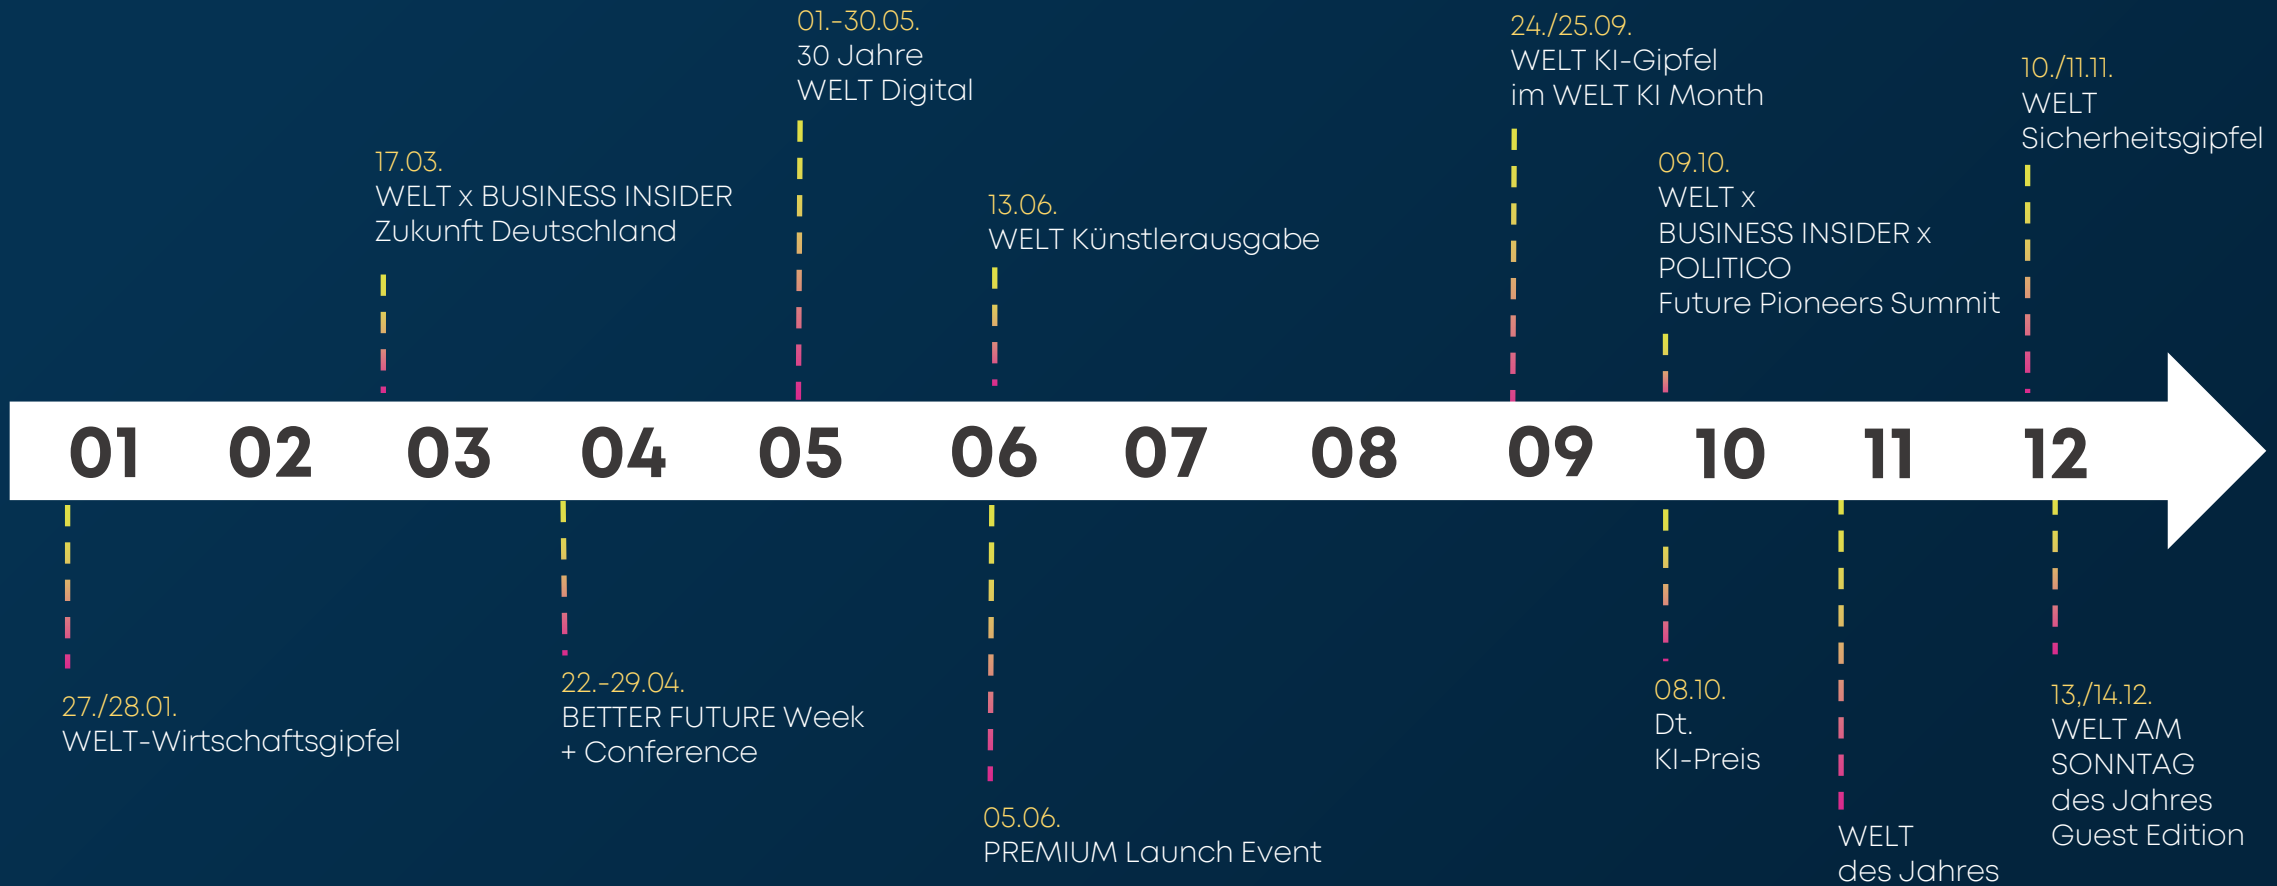 01.-30.05.
30 Jahre
WELT Digital
24./25.09.
WELT KI-Gipfel
im WELT KI Month
10./11.11.
WELT
Sicherheitsgipfel
17.03.
WELT x BUSINESS INSIDER
Zukunft Deutschland
13.06.
WELT Künstlerausgabe
09.10.
WELT x
BUSINESS INSIDER x
POLITICO
Future Pioneers Summit
01 02 03 04 05 06 07 08 09 10 11 12
27./28.01.
WELT-Wirtschaftsgipfel
22.-29.04.
BETTER FUTURE Week
+ Conference
05.06.
PREMIUM Launch Event
08.10.
Dt.
KI-Preis
WELT
des Jahres
13,/14.12.
WELT AM
SONNTAG
des Jahres
Guest Edition